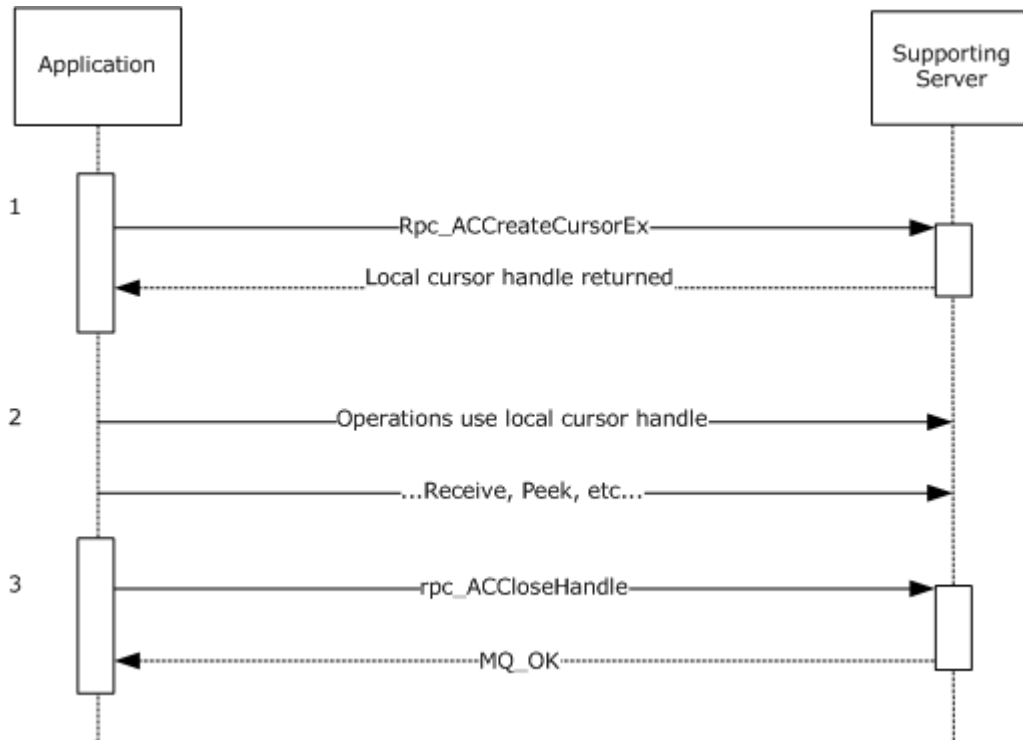 Application
Supporting
Server
1
Rpc_ACCreateCursorEx
Local cursor handle returned
2
Operations use local cursor handle
...Receive, Peek, etc...
3
rpc_ACCloseHandle
MQ_OK